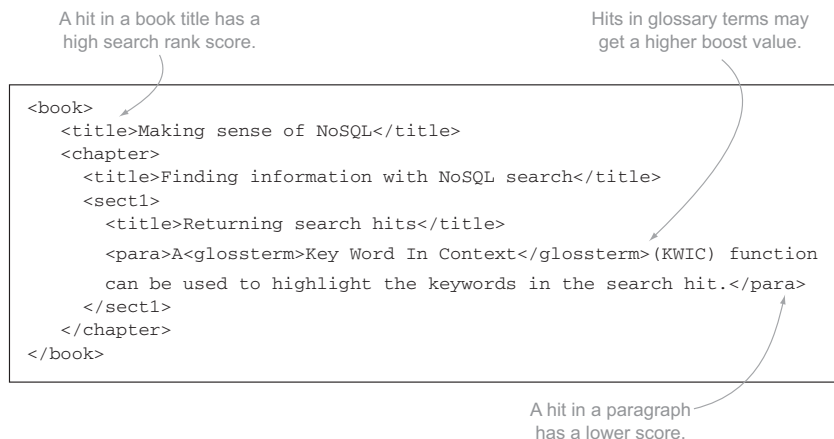 A hit in a book title has a
high search rank score.
Hits in glossary terms may
get a higher boost value.
<book>
<title>Making sense of NoSQL</title>
<chapter>
<title>Finding information with NoSQL search</title>
<sect1>
<title>Returning search hits</title>
<para>A<glossterm>Key Word In Context</glossterm>(KWIC) function
can be used to highlight the keywords in the search hit.</para>
</sect1>
</chapter>
</book>
A hit in a paragraph
has a lower score.